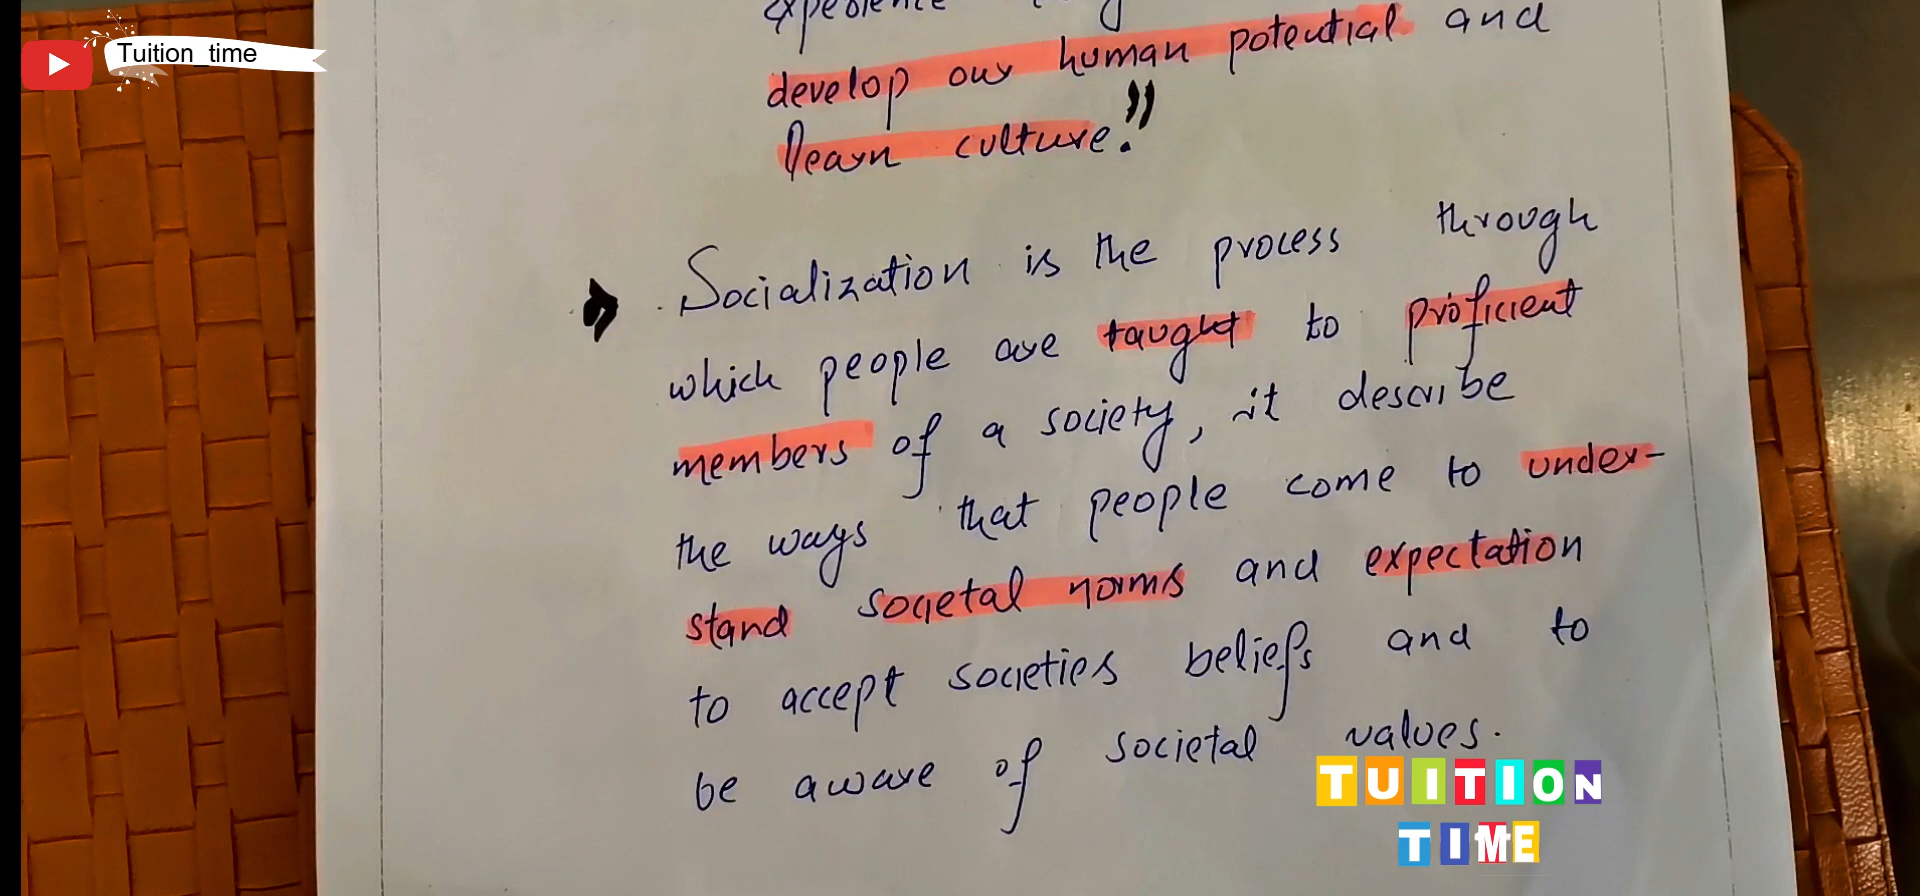 Tuition_time
experience
develop our human potential and
learn culture."
Socialization is the process through
which people are taught to proficient
members of a society, it describe
the ways that people come to under-
stand societal norms and expectation
to accept societies beliefs and to
be aware of societal values.
TUITION
TIME